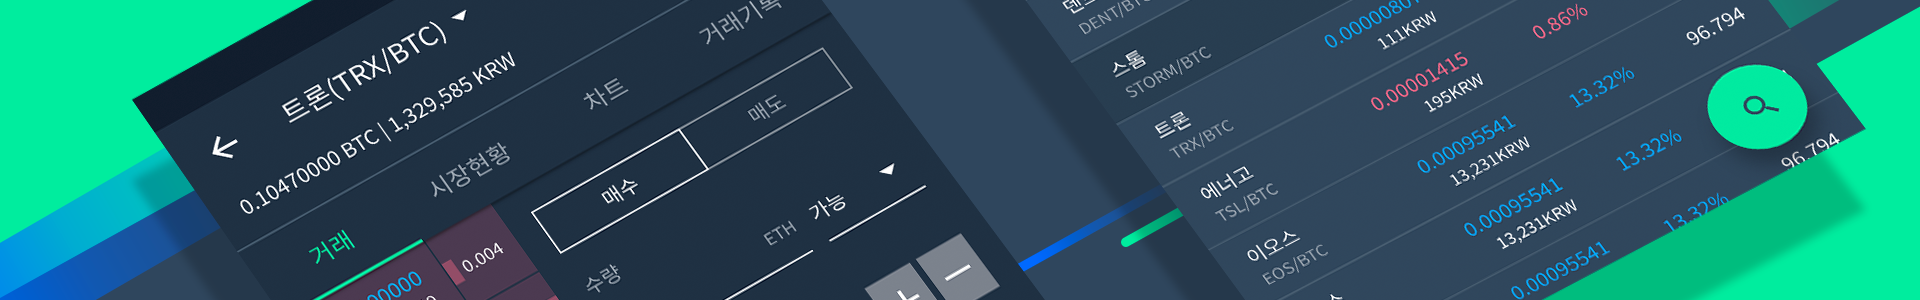 트론(TRX/BTC)
0.10470000 BTC | 1,329,585 KRW
거래
시장현황
차트
거래기록
매수
매도
0.004
ETH
가능
수량
DENT/BTC
스톰
STORM/BTC
111KRW
0.86%
96.794
트론
TRX/BTC
0.00001415
195KRW
13.32%
에너고
TSL/BTC
0.00095541
13,231KRW
13.32%
96.794
이오스
EOS/BTC
0.00095541
13,231KRW
13.32%
0.00095541